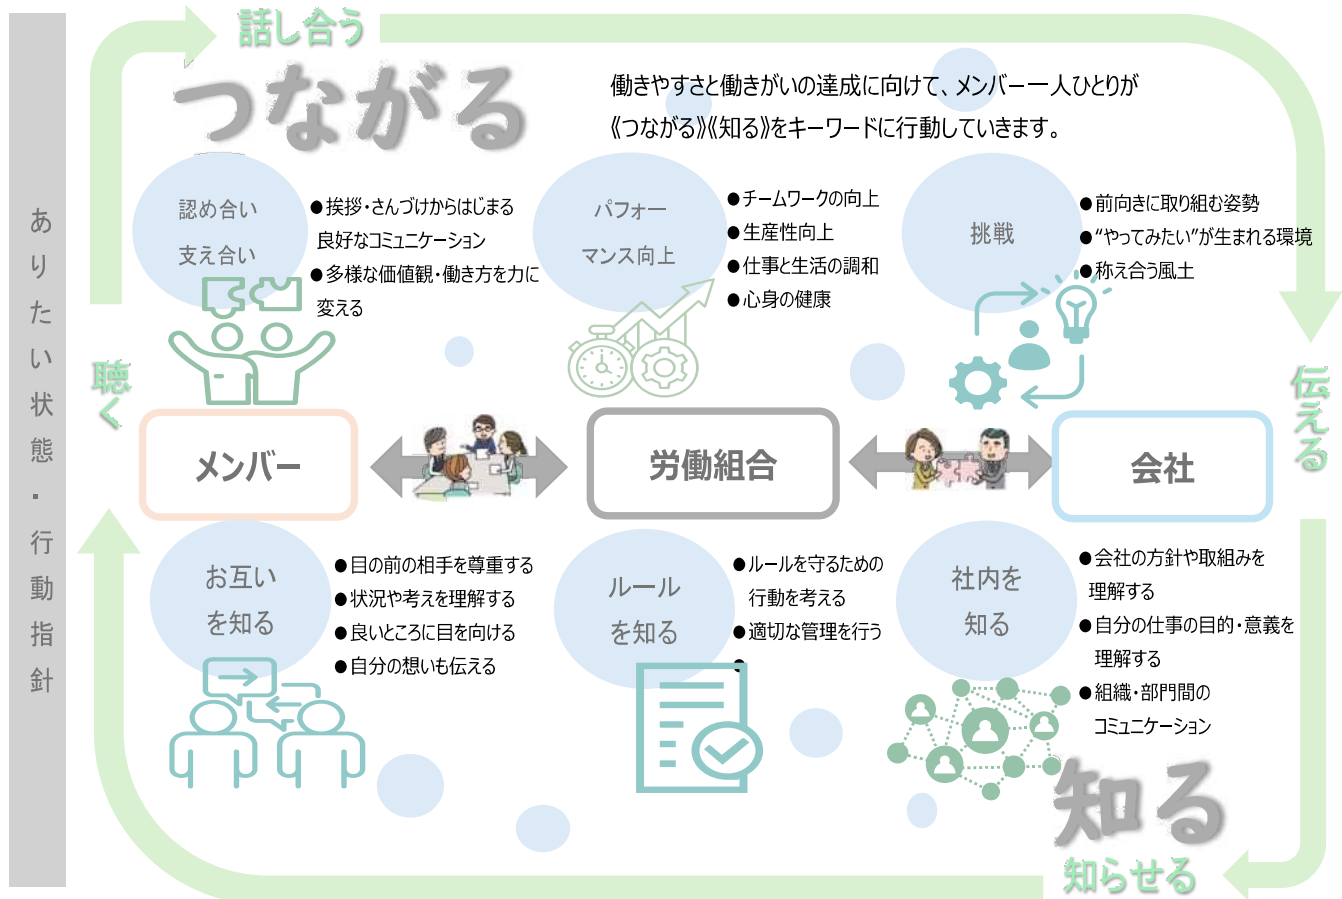 ありたい状態・行動指針
話し合う
つながる
働きやすさと働きがいの達成に向けて、メンバー一人ひとりが
《つながる》《知る》をキーワードに行動していきます。
認め合い
支え合い
●挨拶・さんづけからはじまる
良好なコミュニケーション
●多様な価値観・働き方を力に
変える
パフォー
マンス向上
●チームワークの向上
●生産性向上
●仕事と生活の調和
●心身の健康
挑戦
●前向きに取り組む姿勢
●“やってみたい”が生まれる環境
●称え合う風土
聴く
伝える
メンバー
労働組合
会社
お互い
を知る
●目の前の相手を尊重する
●状況や考えを理解する
●良いところに目を向ける
●自分の想いも伝える
ルール
を知る
●ルールを守るための
行動を考える
●適切な管理を行う
●
社内を
知る
●会社の方針や取組みを
理解する
●自分の仕事の目的・意義を
理解する
●組織・部門間の
コミュニケーション
知る
知らせる